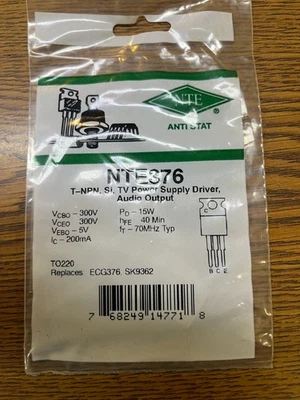 NTE
®
ANTI STAT
NTE376
T-NPN, Si, TV Power Supply Driver,
Audio Output
VCBO - 300V PD - 15W
VCEO 300V hFE 40 Min
VEBO - 5V fT - 70MHz Typ
IC - 200mA
C
B C E
TO220
Replaces ECG376, SK9362
7 68249 14771 8